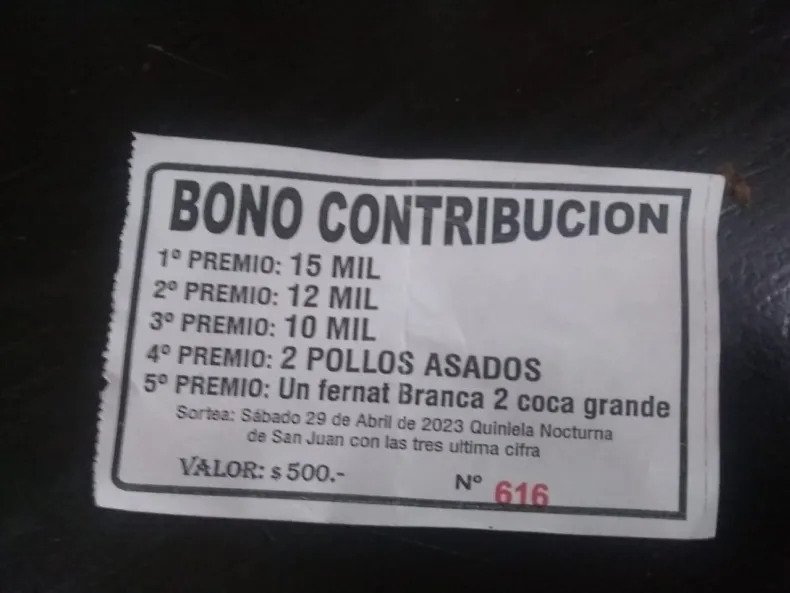 BONO CONTRIBUCION
1º PREMIO: 15 MIL
2º PREMIO: 12 MIL
3º PREMIO: 10 MIL
4º PREMIO: 2 POLLOS ASADOS
5º PREMIO: Un fernat Branca 2 coca grande
Sortea: Sábado 29 de Abril de 2023 Quiniela Nocturna
de San Juan con las tres ultima cifra
VALOR: $ 500.- Nº 616